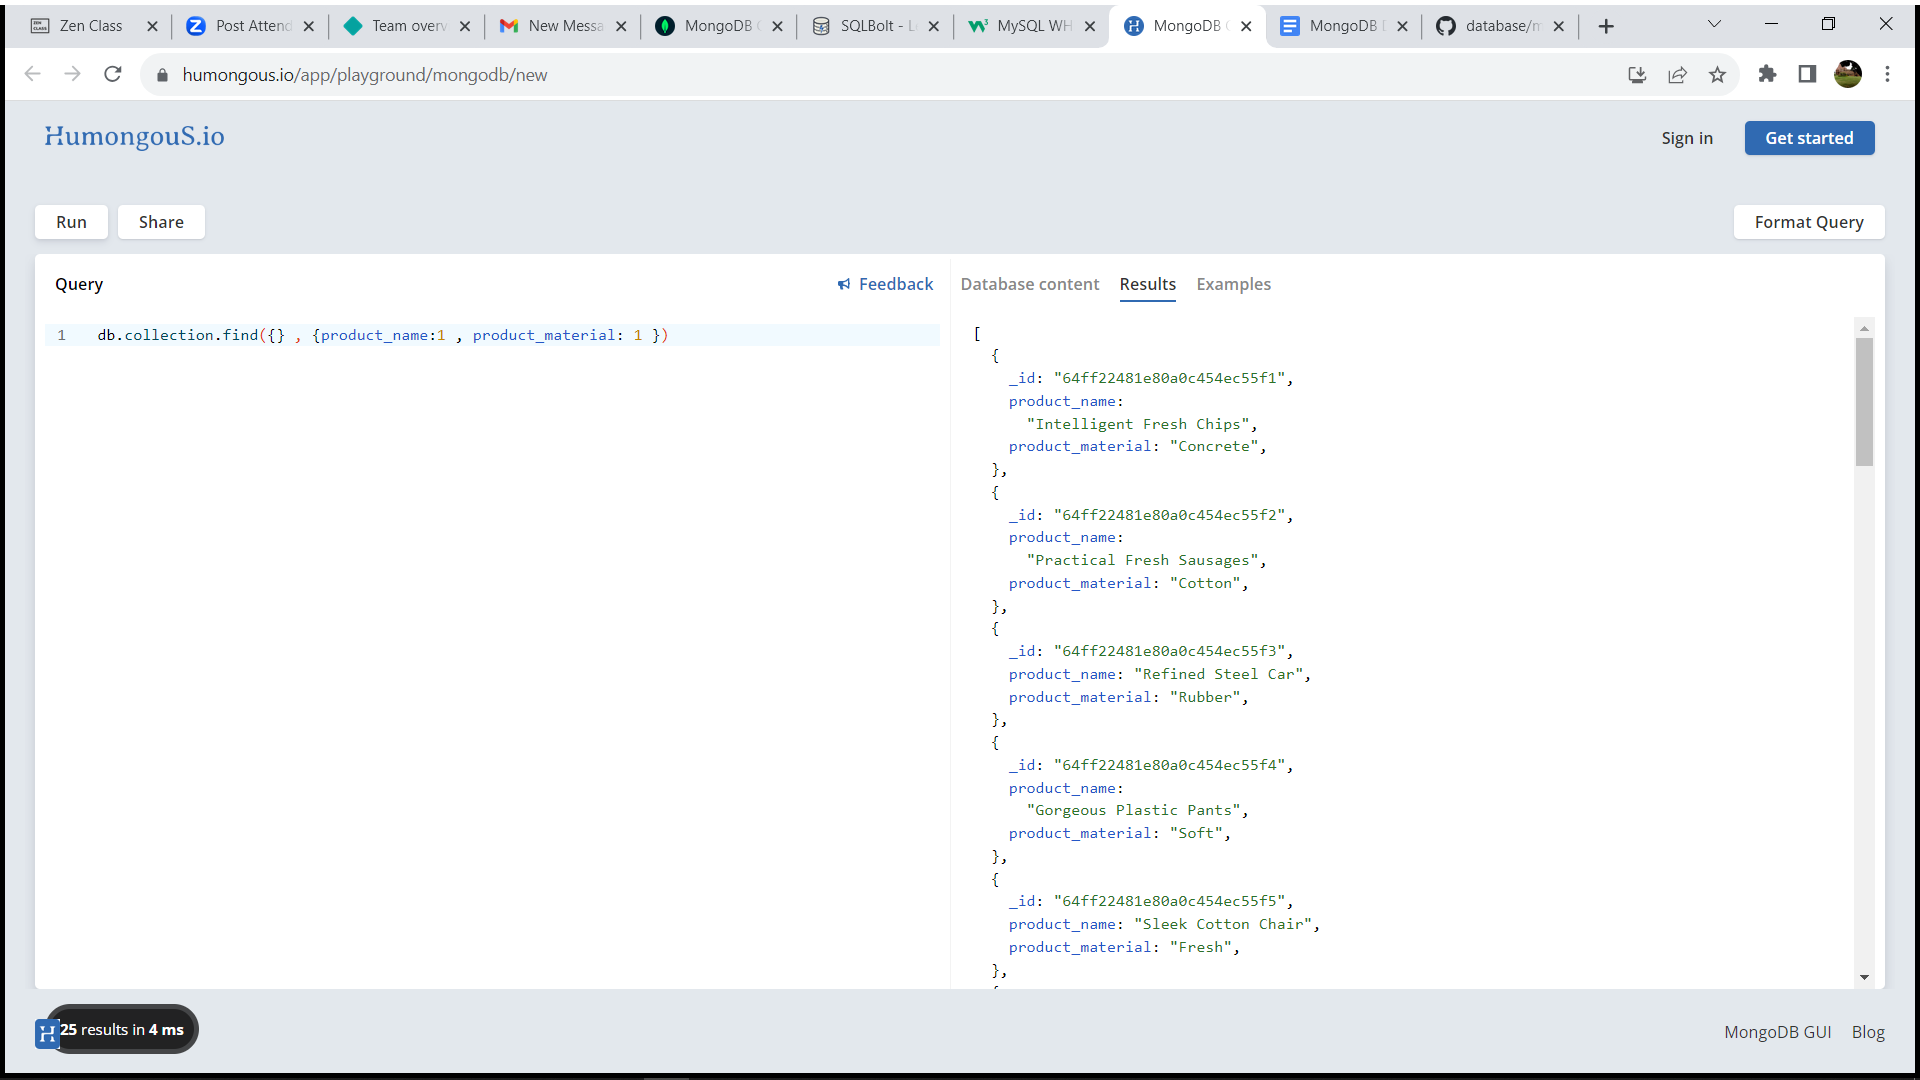 Zen Class
Post Attend
Team overv
New Messa
MongoDB
SQLBolt - L
MySQL WH
MongoDB
MongoDB
database/m
humongous.io/app/playground/mongodb/new
HumongouS.io
Sign in
Get started
Run
Share
Format Query
Query
Feedback
Database content
Results
Examples
1 db.collection.find({} , {product_name:1 , product_material: 1 })
[
{
_id: "64ff22481e80a0c454ec55f1",
product_name:
"Intelligent Fresh Chips",
product_material: "Concrete",
},
{
_id: "64ff22481e80a0c454ec55f2",
product_name:
"Practical Fresh Sausages",
product_material: "Cotton",
},
{
_id: "64ff22481e80a0c454ec55f3",
product_name: "Refined Steel Car",
product_material: "Rubber",
},
{
_id: "64ff22481e80a0c454ec55f4",
product_name:
"Gorgeous Plastic Pants",
product_material: "Soft",
},
{
_id: "64ff22481e80a0c454ec55f5",
product_name: "Sleek Cotton Chair",
product_material: "Fresh",
},
H
25 results in 4 ms
MongoDB GUI
Blog